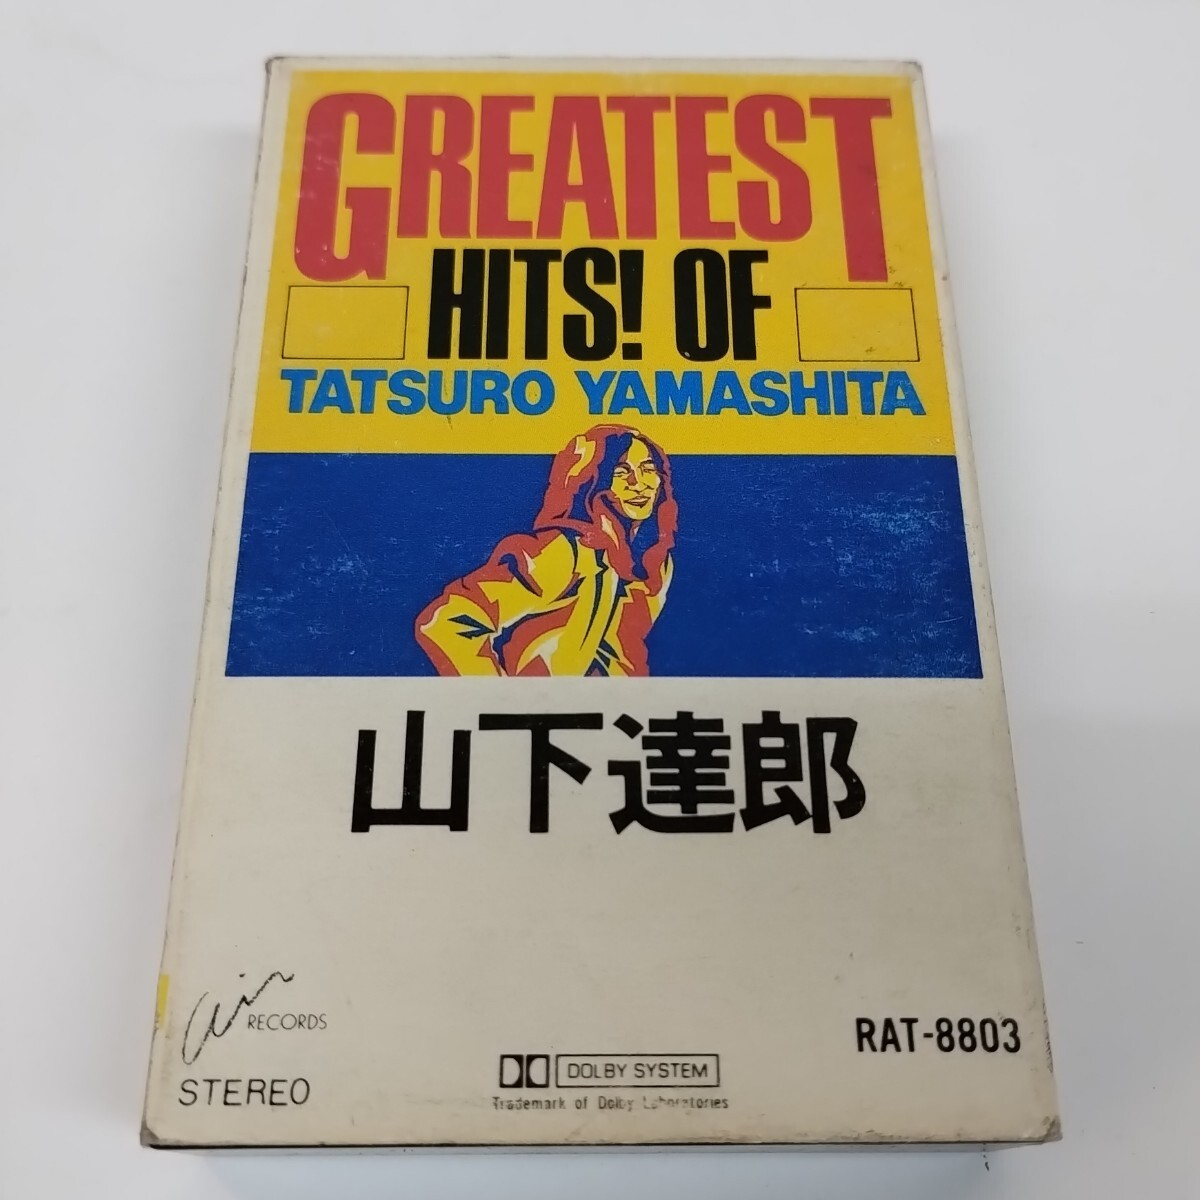 GREATEST
HITS! OF
TATSURO YAMASHITA
山下達郎
air RECORDS
STEREO
DOLBY SYSTEM
Trademark of Dolby Laboratories
RAT-8803